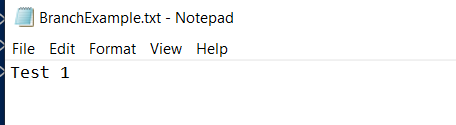 BranchExample.txt - Notepad
File Edit Format View Help
Test 1